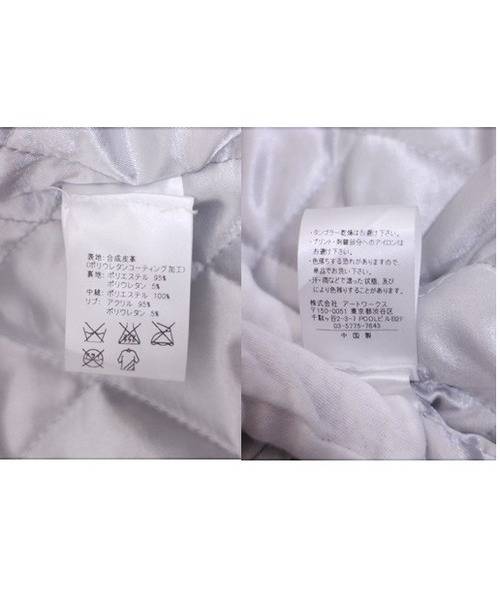 表地: 合成皮革
(ポリウレタンコーティング加工)
裏地: ポリエステル 95%
ポリウレタン 5%
中綿: ポリエステル 100%
リブ: アクリル 95%
ポリウレタン 5%
・タンブラー乾燥はお避け下さい。
・プリント・刺繍部分へのアイロンは
お避け下さい。
・色落ちする恐れがありますので、
単品でお洗い下さい。
・汗・雨などで湿った状態、及び
により色移りすることがあります。
株式会社 アートワークス
〒150-0051 東京都渋谷区
千駄ヶ谷2-3-1 POOLビルB2F
03-5775-7643
中国製